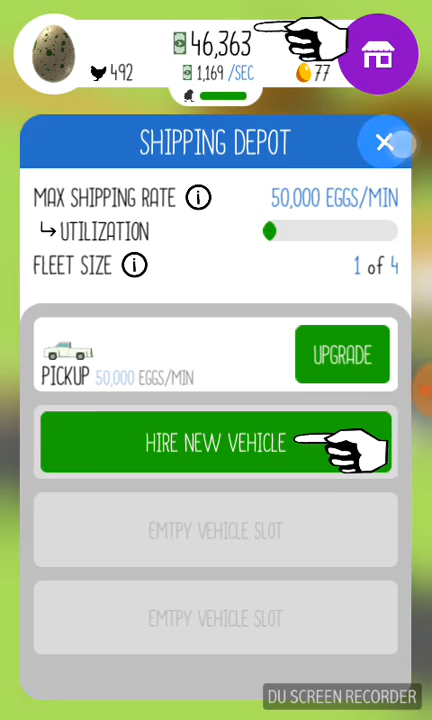 46,363
492
1,169 /SEC
77
SHIPPING DEPOT
MAX SHIPPING RATE i 50,000 EGGS/MIN
UTILIZATION
FLEET SIZE i 1 of 4
UPGRADE
PICKUP 50,000 EGGS/MIN
HIRE NEW VEHICLE
EMTPY VEHICLE SLOT
EMTPY VEHICLE SLOT
DU SCREEN RECORDER